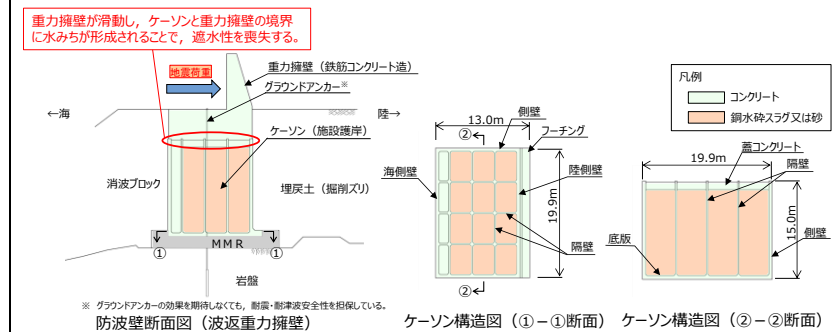 重力擁壁が滑動し，ケーソンと重力擁壁の境界
に水みちが形成されることで，遮水性を喪失する。
地震荷重
重力擁壁（鉄筋コンクリート造）
グラウンドアンカー※
←海
陸→
ケーソン（施設護岸）
消波ブロック
埋戻土（掘削ズリ）
①
①
MMR
岩盤
※ グラウンドアンカーの効果を期待しなくても，耐震・耐津波安全性を担保している。
防波壁断面図（波返重力擁壁）
13.0m
②
側壁
フーチング
海側壁
陸側壁
19.9m
隔壁
②
ケーソン構造図（①－①断面）
凡例
コンクリート
銅水砕スラグ又は砂
19.9m
蓋コンクリート
隔壁
15.0m
底版
側壁
ケーソン構造図（②－②断面）